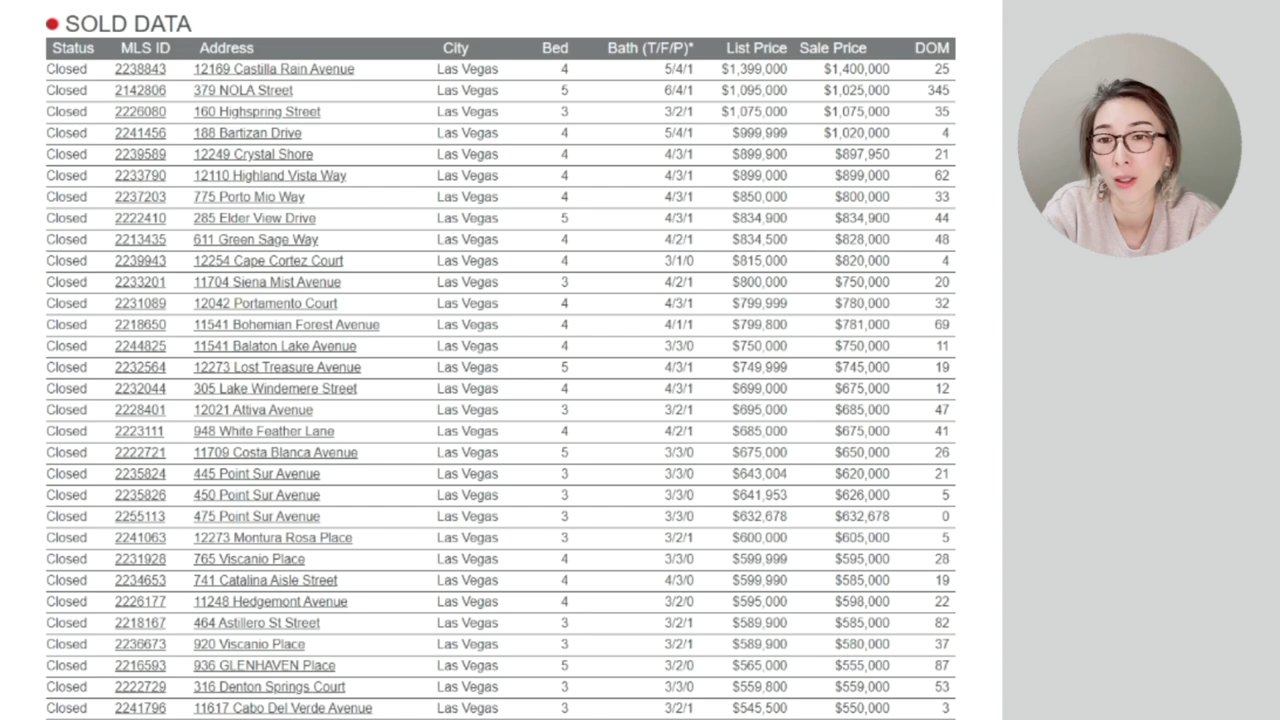 SOLD DATA
Status MLS ID Address City Bed Bath (T/F/P)* List Price Sale Price DOM
Closed 2238843 12169 Castilla Rain Avenue Las Vegas 4 5/4/1 $1,399,000 $1,400,000 25
Closed 2142806 379 NOLA Street Las Vegas 5 6/4/1 $1,095,000 $1,025,000 345
Closed 2226080 160 Highspring Street Las Vegas 3 3/2/1 $1,075,000 $1,075,000 35
Closed 2241456 188 Bartizan Drive Las Vegas 4 5/4/1 $999,999 $1,020,000 4
Closed 2239589 12249 Crystal Shore Las Vegas 4 4/3/1 $899,900 $897,950 21
Closed 2233790 12110 Highland Vista Way Las Vegas 4 4/3/1 $899,000 $899,000 62
Closed 2237203 775 Porto Mio Way Las Vegas 4 4/3/1 $850,000 $800,000 33
Closed 2222410 285 Elder View Drive Las Vegas 5 4/3/1 $834,900 $834,900 44
Closed 2213435 611 Green Sage Way Las Vegas 4 4/2/1 $834,500 $828,000 48
Closed 2239943 12254 Cape Cortez Court Las Vegas 4 3/1/0 $815,000 $820,000 4
Closed 2233201 11704 Siena Mist Avenue Las Vegas 3 4/2/1 $800,000 $750,000 20
Closed 2231089 12042 Portamento Court Las Vegas 4 4/3/1 $799,999 $780,000 32
Closed 2218650 11541 Bohemian Forest Avenue Las Vegas 4 4/1/1 $799,800 $781,000 69
Closed 2244825 11541 Balaton Lake Avenue Las Vegas 4 3/3/0 $750,000 $750,000 11
Closed 2232564 12273 Lost Treasure Avenue Las Vegas 5 4/3/1 $749,999 $745,000 19
Closed 2232044 305 Lake Windemere Street Las Vegas 4 4/3/1 $699,000 $675,000 12
Closed 2228401 12021 Attiva Avenue Las Vegas 3 3/2/1 $695,000 $685,000 47
Closed 2223111 948 White Feather Lane Las Vegas 4 4/2/1 $685,000 $675,000 41
Closed 2222721 11709 Costa Blanca Avenue Las Vegas 5 3/3/0 $675,000 $650,000 26
Closed 2235824 445 Point Sur Avenue Las Vegas 3 3/3/0 $643,004 $620,000 21
Closed 2235826 450 Point Sur Avenue Las Vegas 3 3/3/0 $641,953 $626,000 5
Closed 2255113 475 Point Sur Avenue Las Vegas 3 3/3/0 $632,678 $632,678 0
Closed 2241063 12273 Montura Rosa Place Las Vegas 3 3/2/1 $600,000 $605,000 5
Closed 2231928 765 Viscanio Place Las Vegas 4 3/3/0 $599,999 $595,000 28
Closed 2234653 741 Catalina Aisle Street Las Vegas 4 4/3/0 $599,990 $585,000 19
Closed 2226177 11248 Hedgemont Avenue Las Vegas 4 3/2/0 $595,000 $598,000 22
Closed 2218167 464 Astillero St Street Las Vegas 3 3/2/1 $589,900 $585,000 82
Closed 2236673 920 Viscanio Place Las Vegas 3 3/2/1 $589,900 $580,000 37
Closed 2216593 936 GLENHAVEN Place Las Vegas 5 3/2/0 $565,000 $555,000 87
Closed 2222729 316 Denton Springs Court Las Vegas 3 3/3/0 $559,800 $559,000 53
Closed 2241796 11617 Cabo Del Verde Avenue Las Vegas 3 3/2/1 $545,500 $550,000 3